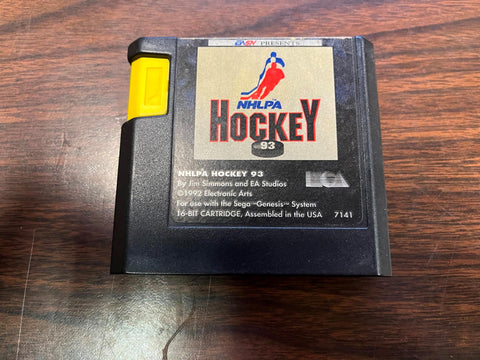 EASN PRESENTS
NHLPA
HOCKEY
93
NHLPA HOCKEY 93
By Jim Simmons and EA Studios
©1992 Electronic Arts
For use with the Sega™Genesis™ System
16-BIT CARTRIDGE, Assembled in the USA 7141